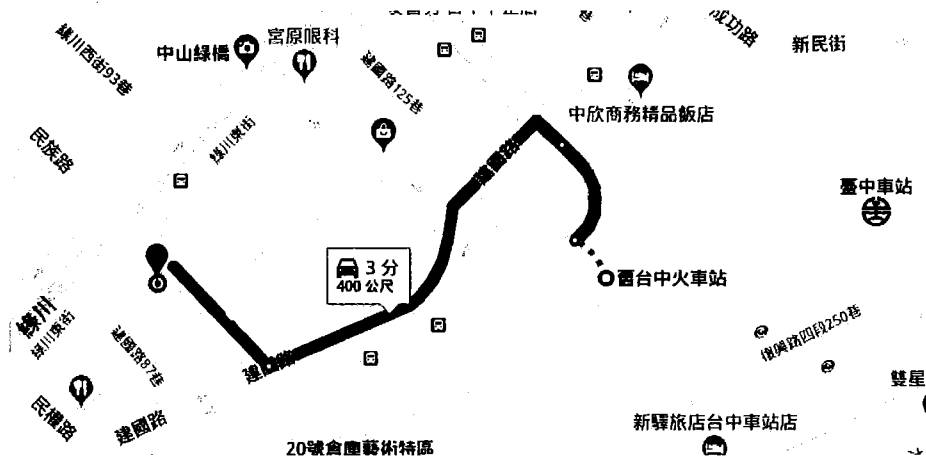 成功路
新民街
綠川西街93巷
中山綠橋
宮原眼科
建國路125巷
中欣商務精品飯店
民族路
綠川東街
建國路
臺中車站
3 分
400 公尺
舊台中火車站
綠川
綠川東街
建國路87巷
建國路
復興路四段250巷
雙星
民權路
建國路
新驛旅店台中車站店
20號倉庫藝術特區